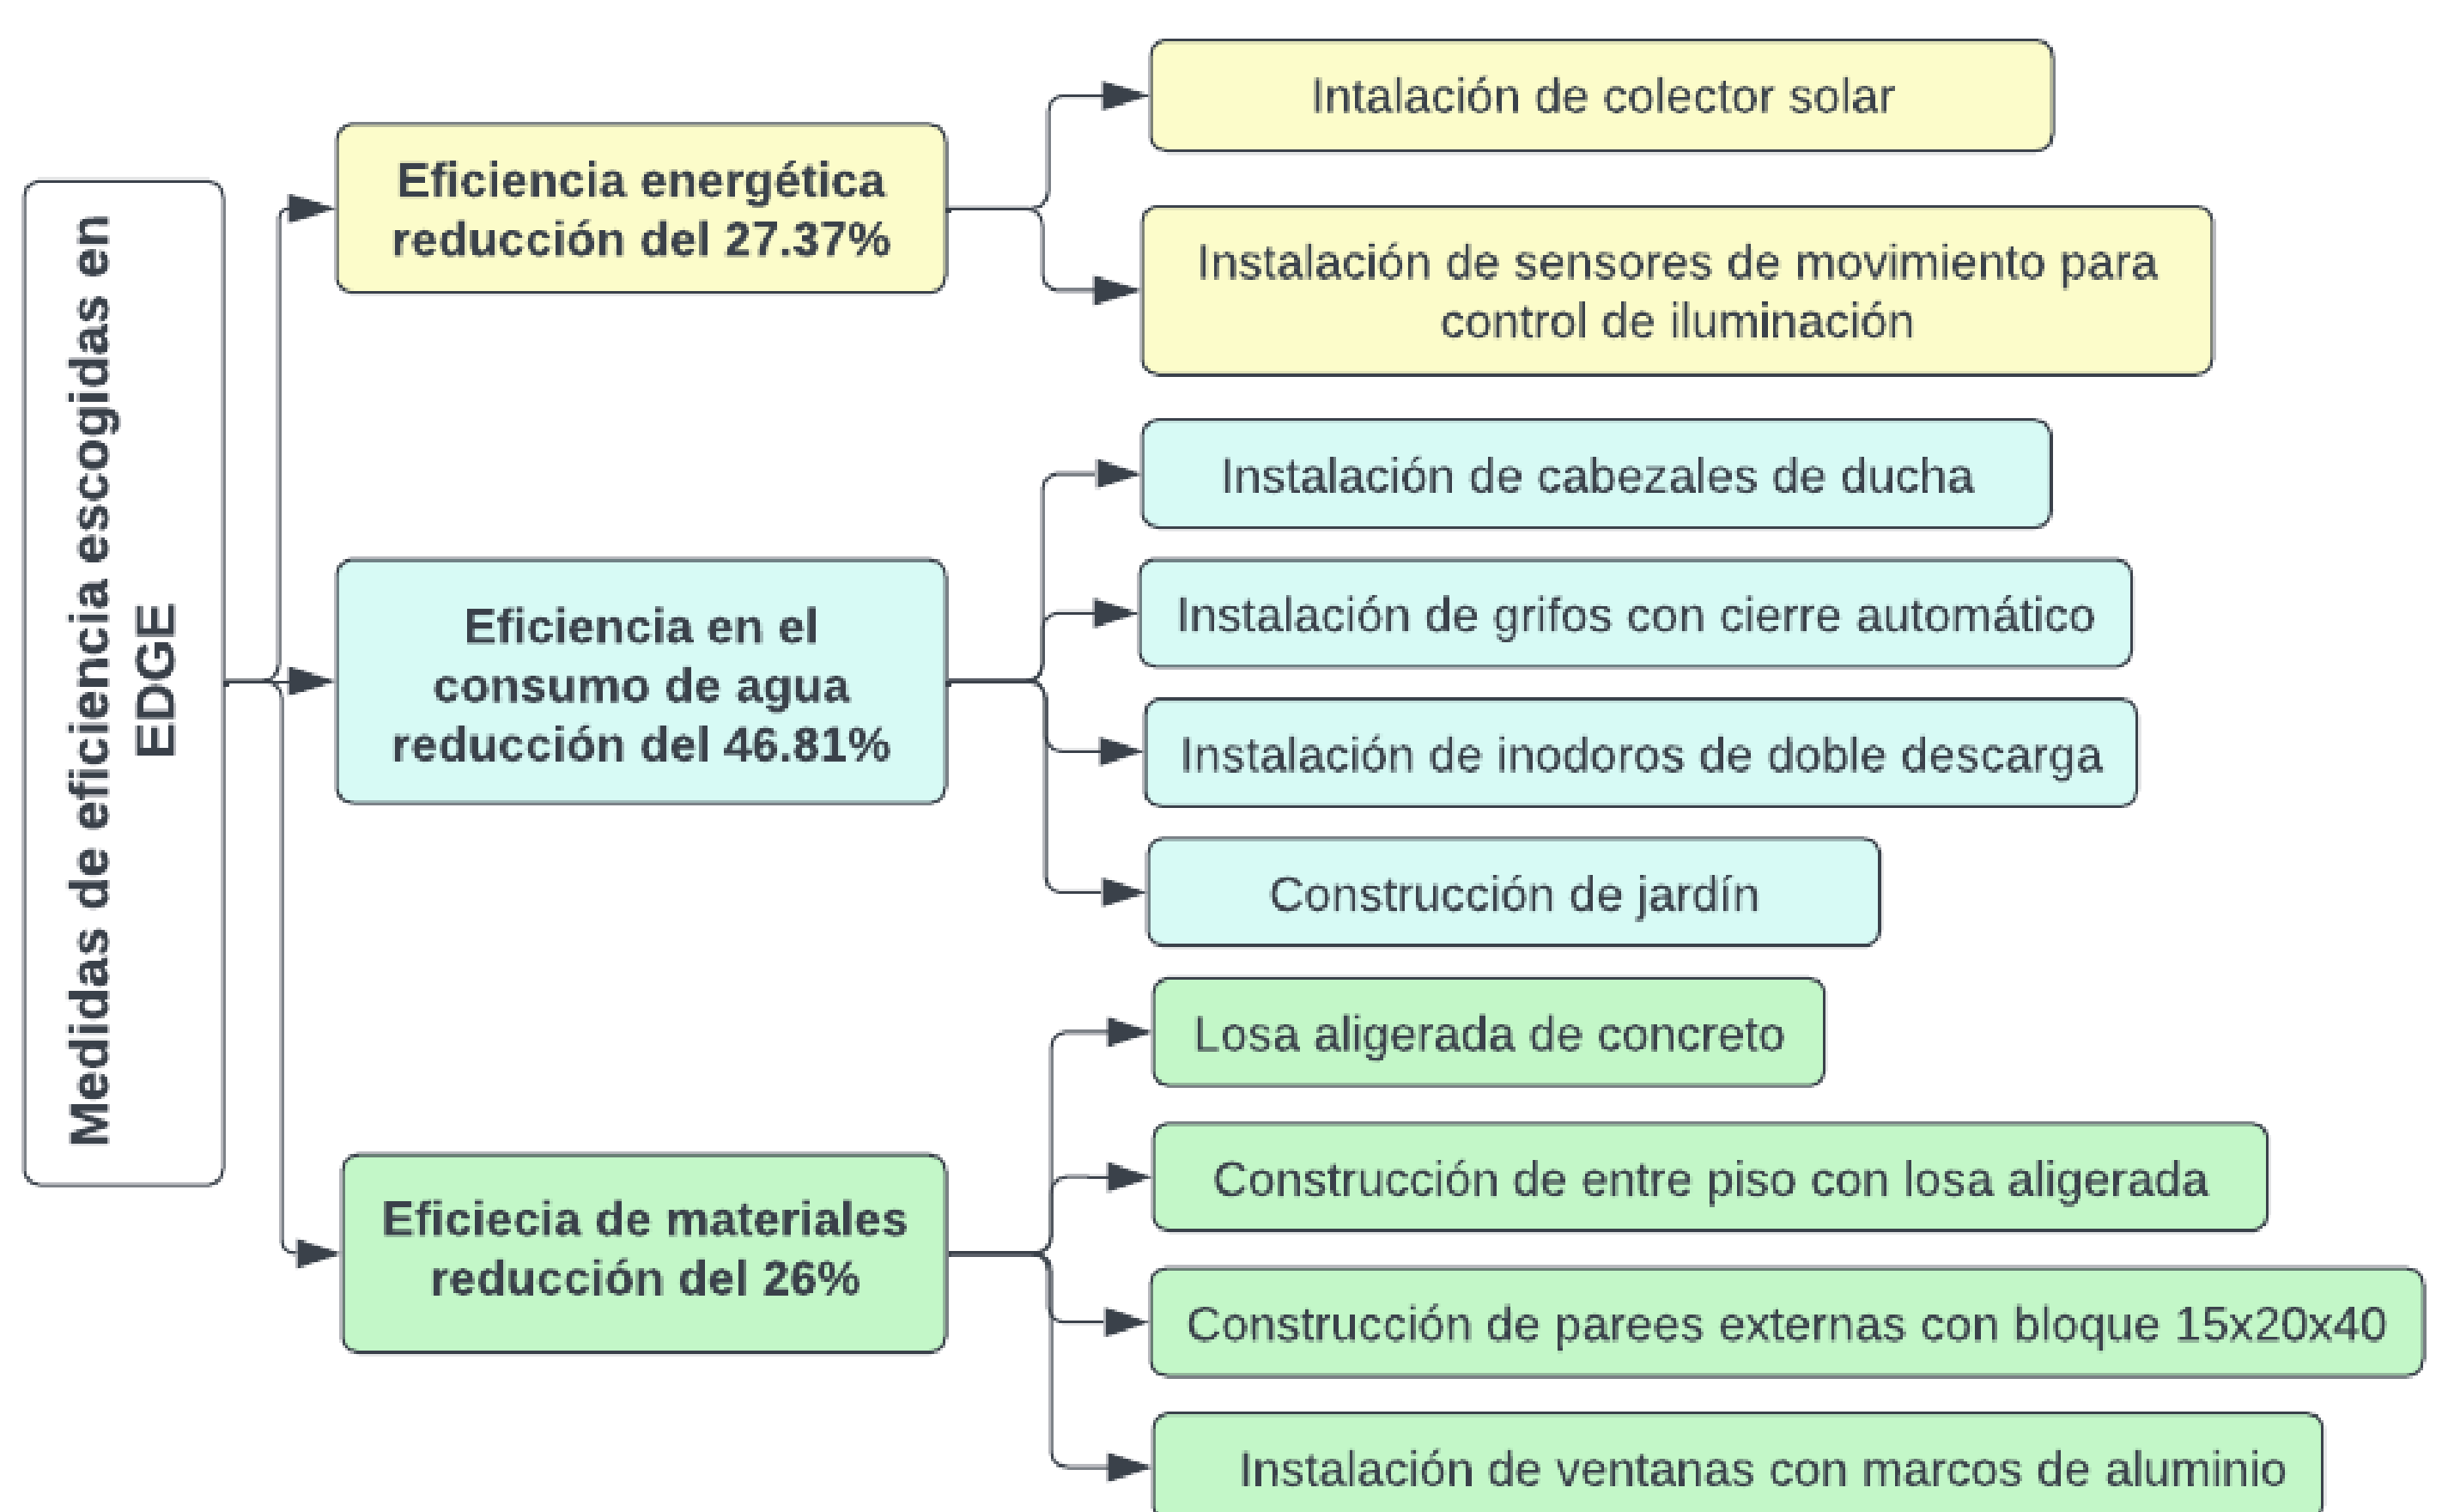 Medidas de eficiencia escogidas en
EDGE
Eficiencia energética
reducción del 27.37%
Intalación de colector solar
Instalación de sensores de movimiento para
control de iluminación
Eficiencia en el
consumo de agua
reducción del 46.81%
Instalación de cabezales de ducha
Instalación de grifos con cierre automático
Instalación de inodoros de doble descarga
Construcción de jardín
Eficiecia de materiales
reducción del 26%
Losa aligerada de concreto
Construcción de entre piso con losa aligerada
Construcción de parees externas con bloque 15x20x40
Instalación de ventanas con marcos de aluminio